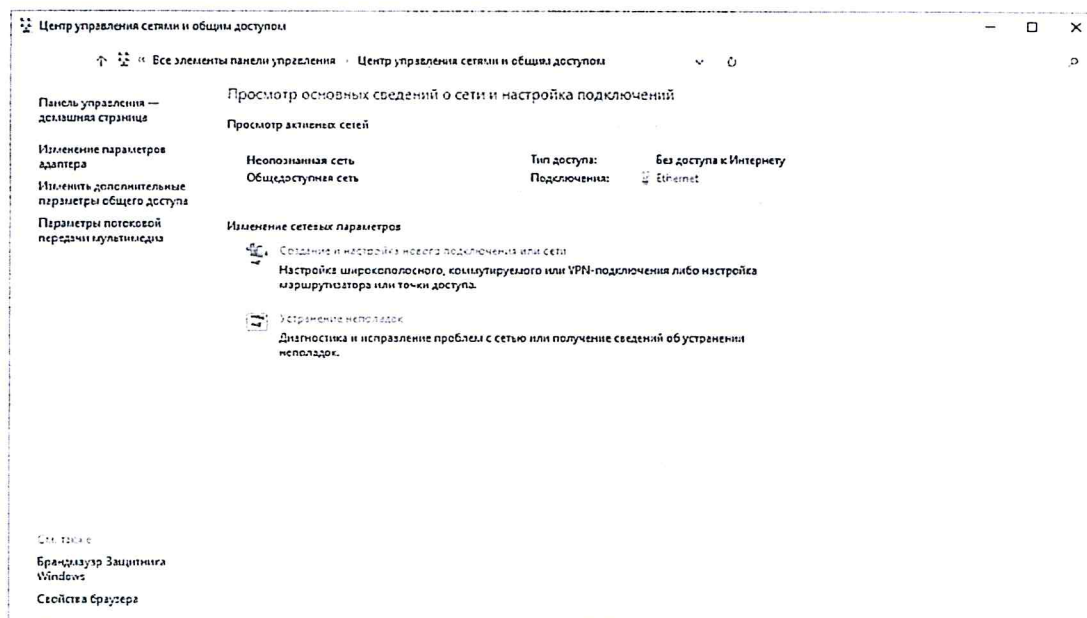 Центр управления сетями и общим доступом
« Все элементы панели управления › Центр управления сетями и общим доступом
Панель управления —
домашняя страница
Изменение параметров
адаптера
Изменить дополнительные
параметры общего доступа
Параметры потоковой
передачи мультимедиа
Просмотр основных сведений о сети и настройка подключений
Просмотр активных сетей
Неопознанная сеть
Общедоступная сеть
Тип доступа: Без доступа к Интернету
Подключения: Ethernet
Изменение сетевых параметров
Создание и настройка нового подключения или сети
Настройка широкополосного, коммутируемого или VPN-подключения либо настройка
маршрутизатора или точки доступа.
Устранение неполадок
Диагностика и исправление проблем с сетью или получение сведений об устранении
неполадок.
См. также
Брандмауэр Защитника
Windows
Свойства браузера